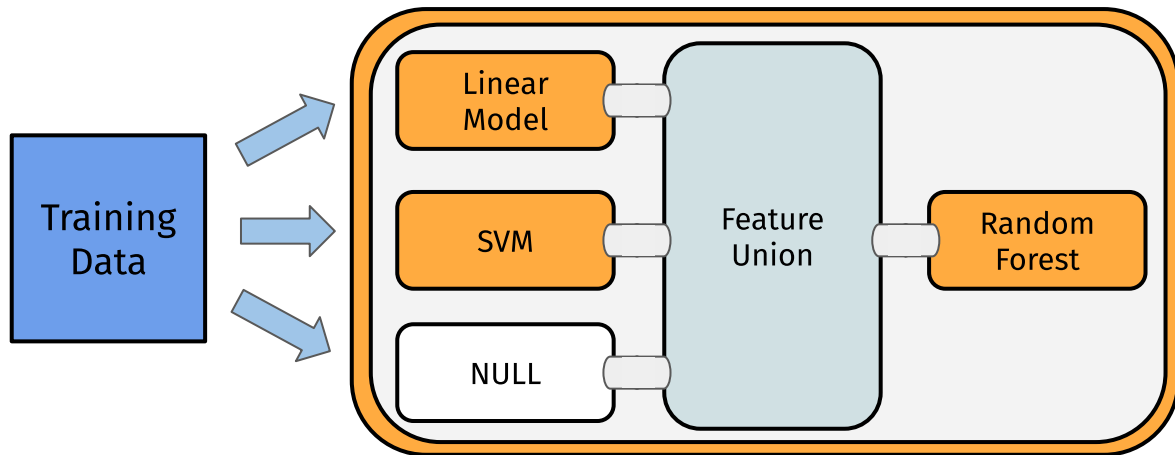 Training
Data
Linear
Model
SVM
NULL
Feature
Union
Random
Forest